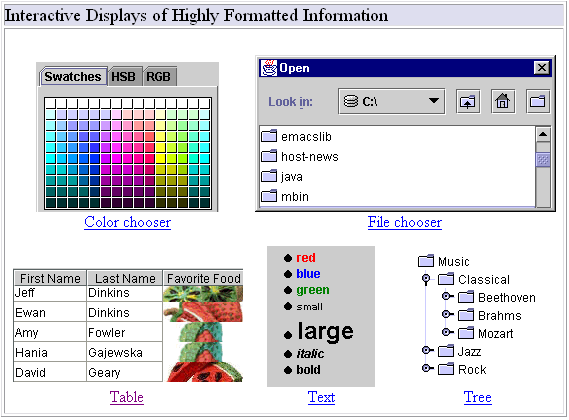 Interactive Displays of Highly Formatted Information
Swatches HSB RGB
Color chooser
Open
Look in: C:\
emacslib
host-news
java
mbin
File chooser
First Name Last Name Favorite Food
Jeff Dinkins
Ewan Dinkins
Amy Fowler
Hania Gajewska
David Geary
Table
red
blue
green
small
large
italic
bold
Text
Music
Classical
Beethoven
Brahms
Mozart
Jazz
Rock
Tree